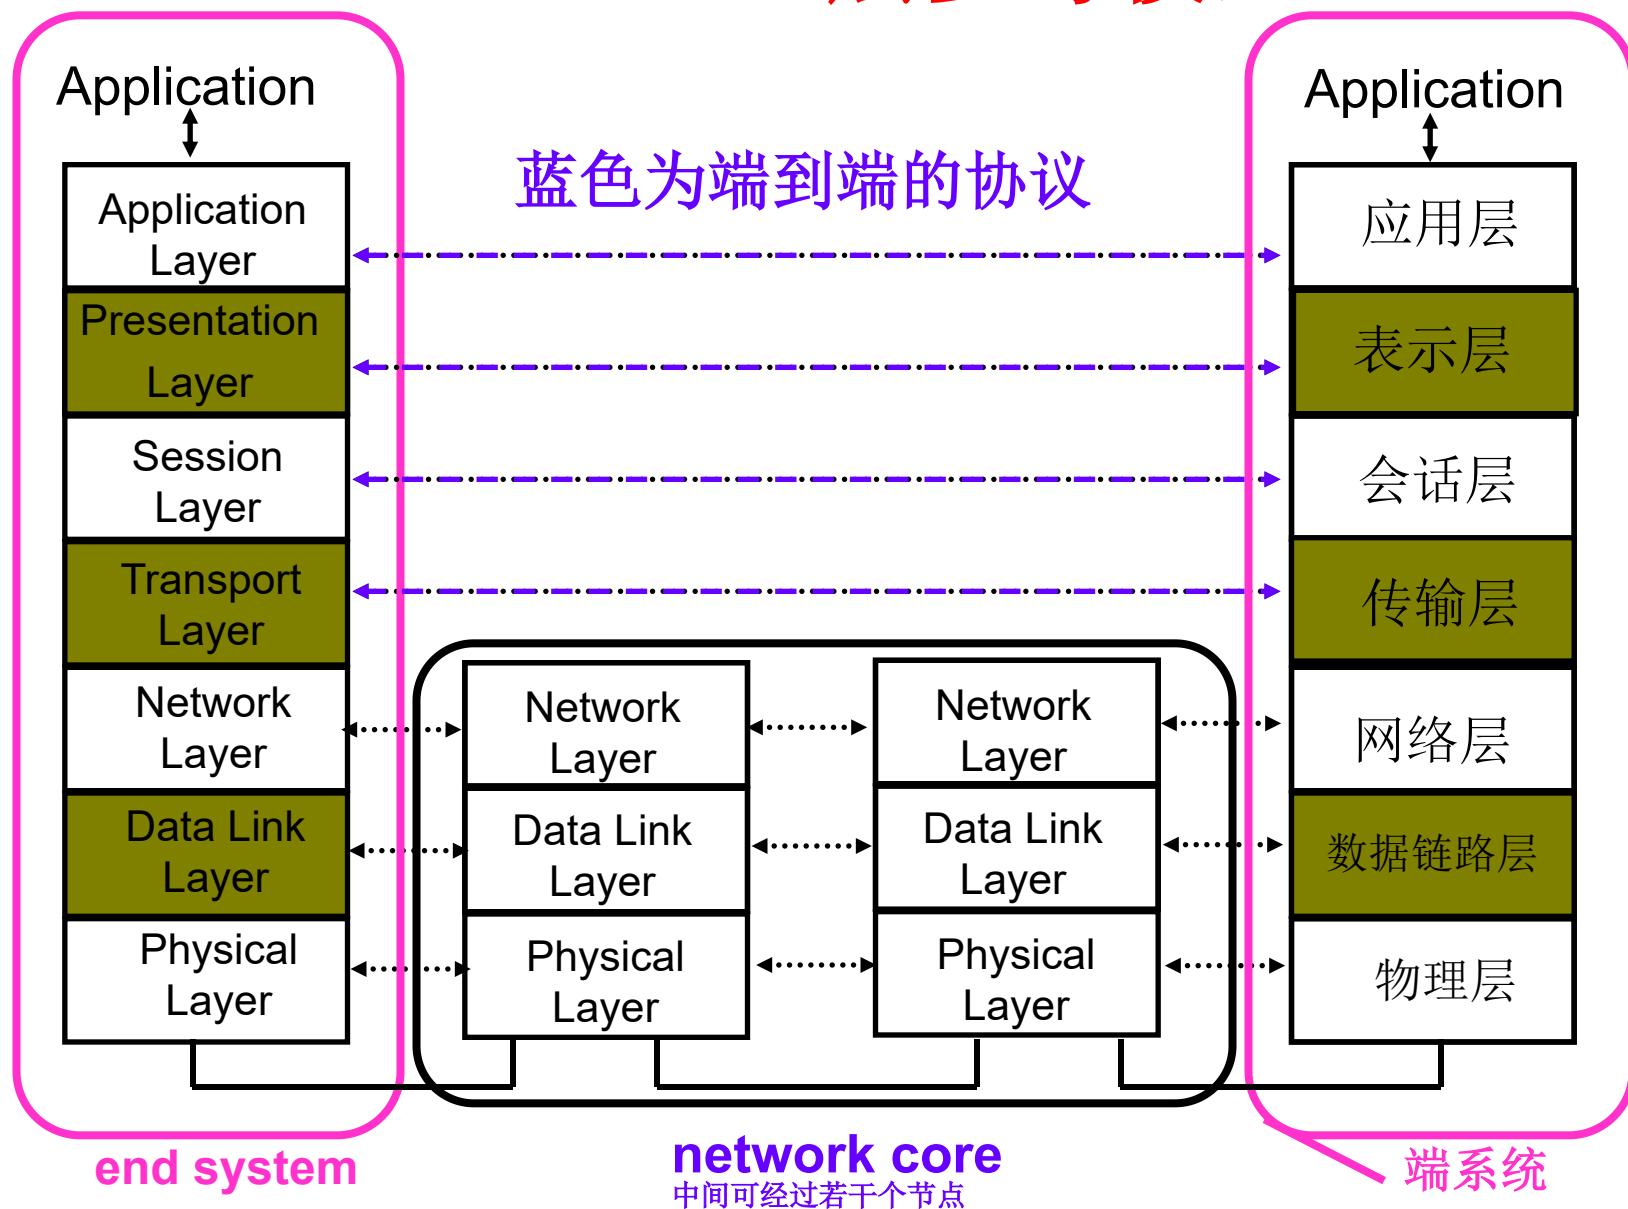 Application
Application
Layer
Presentation
Layer
Session
Layer
Transport
Layer
Network
Layer
Data Link
Layer
Physical
Layer
end system
蓝色为端到端的协议
Network
Layer
Data Link
Layer
Physical
Layer
Network
Layer
Data Link
Layer
Physical
Layer
network core
中间可经过若干个节点
Application
应用层
表示层
会话层
传输层
网络层
数据链路层
物理层
端系统